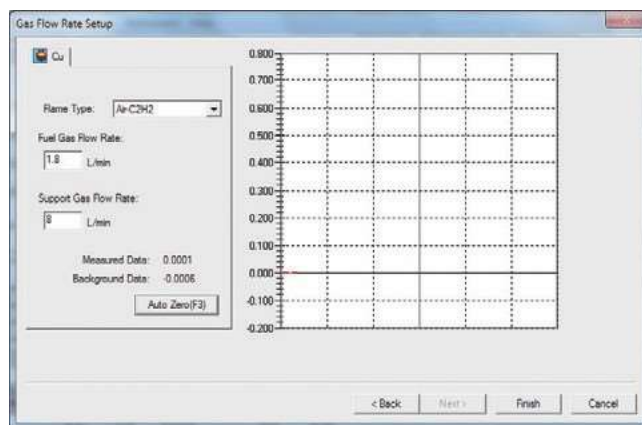 Gas Flow Rate Setup
Cu
Flame Type: Air-C2H2
Fuel Gas Flow Rate:
1.8 L/min
Support Gas Flow Rate:
8 L/min
Measured Data: 0.0001
Background Data: -0.0006
Auto Zero(F3)
0.800
0.700
0.600
0.500
0.400
0.300
0.200
0.100
0.000
-0.100
-0.200
< Back Next > Finish Cancel